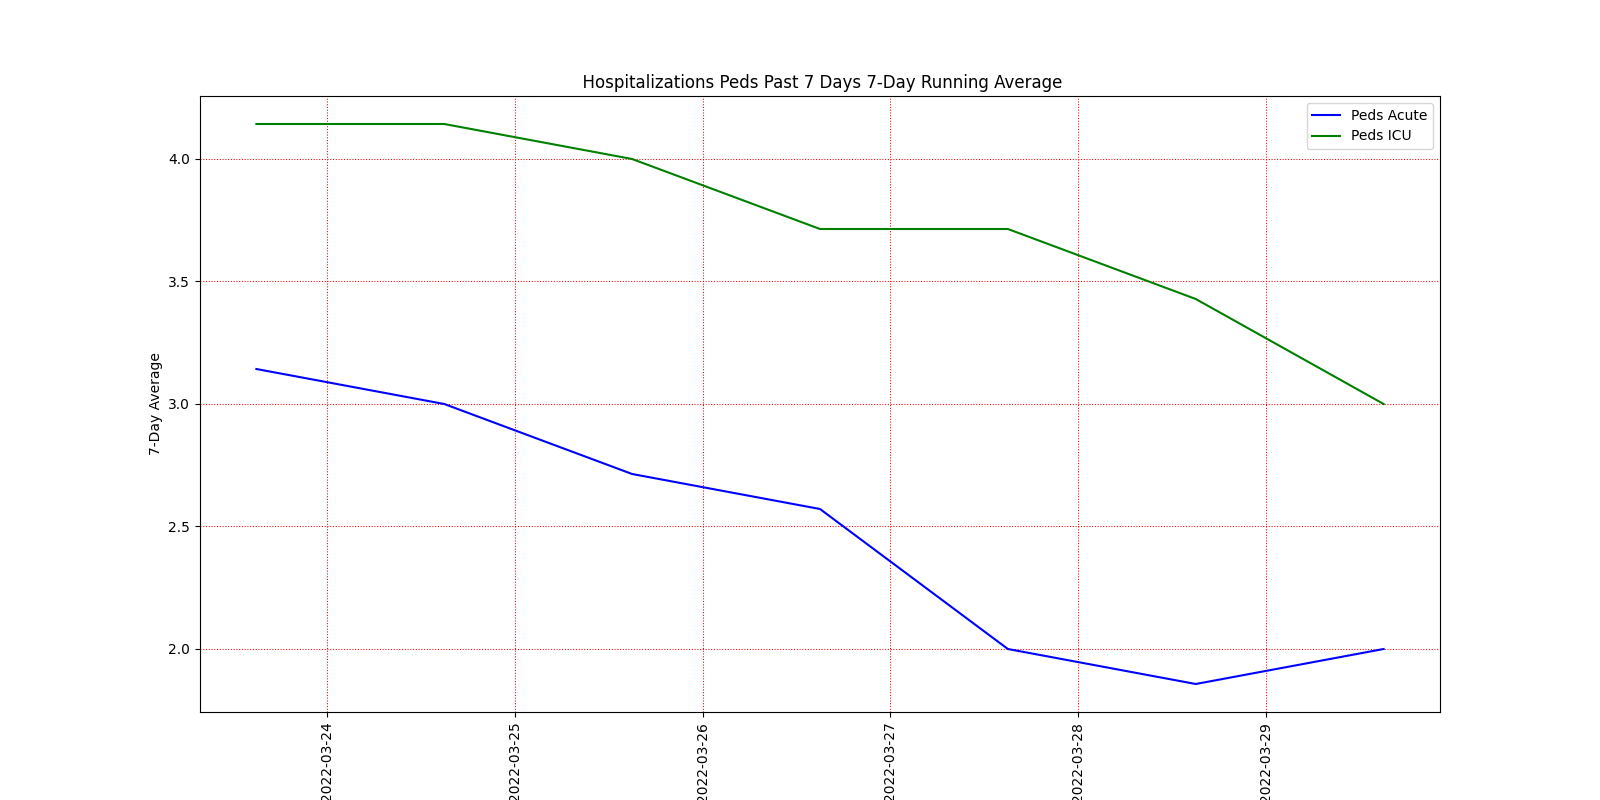 Hospitalizations Peds Past 7 Days 7-Day Running Average
Peds Acute
Peds ICU
7-Day Average
4.0
3.5
3.0
2.5
2.0
2022-03-24
2022-03-25
2022-03-26
2022-03-27
2022-03-28
2022-03-29